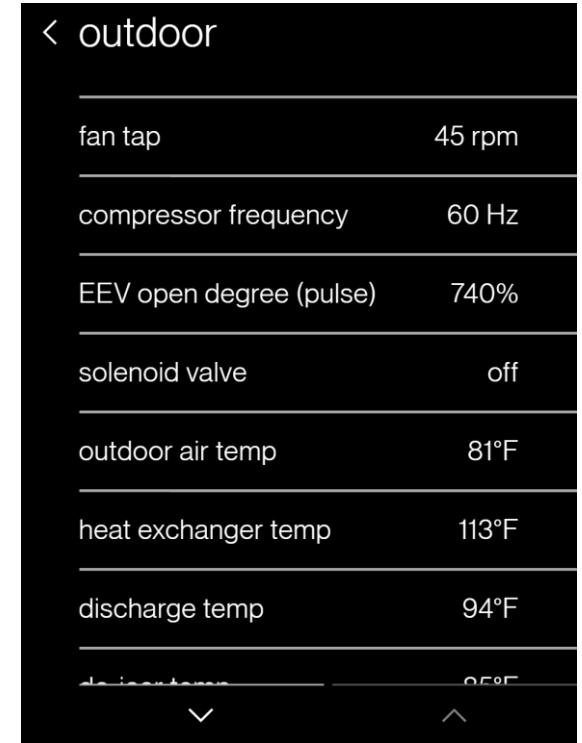 outdoor
fan tap 45 rpm
compressor frequency 60 Hz
EEV open degree (pulse) 740%
solenoid valve off
outdoor air temp 81°F
heat exchanger temp 113°F
discharge temp 94°F